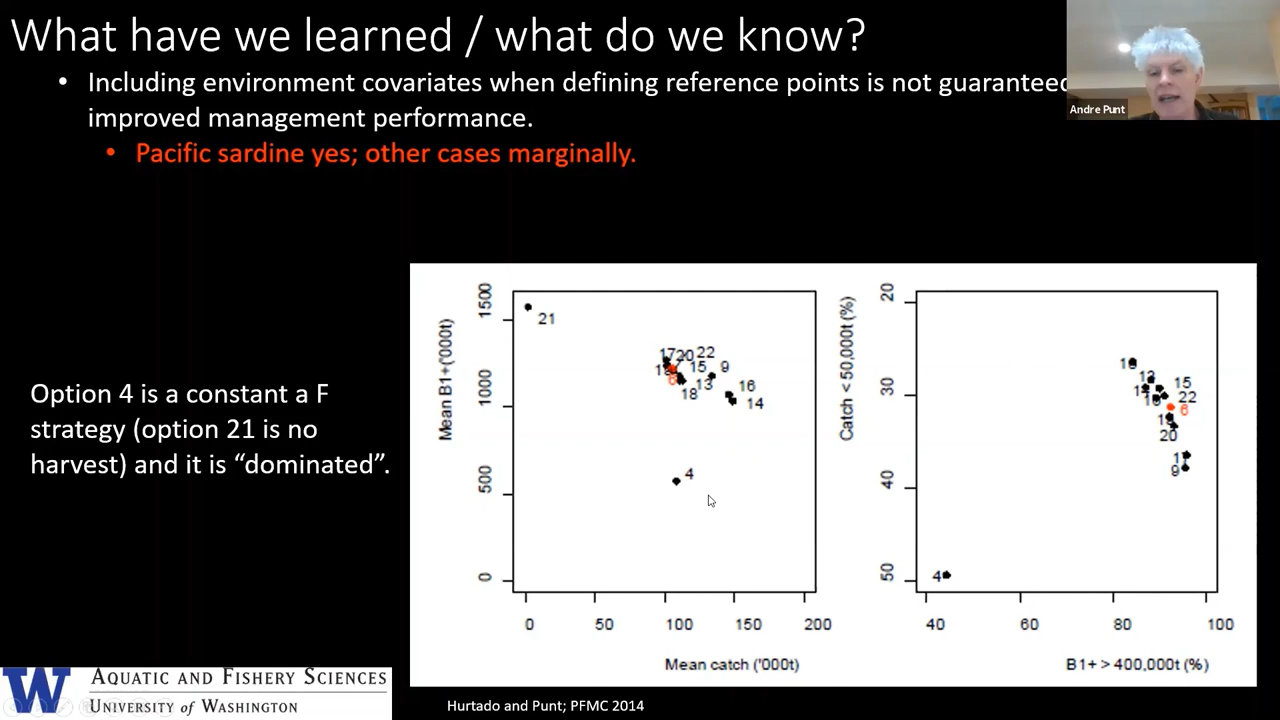 What have we learned / what do we know?
Andre Punt
• Including environment covariates when defining reference points is not guaranteed
improved management performance.
• Pacific sardine yes; other cases marginally.
Option 4 is a constant a F
strategy (option 21 is no
harvest) and it is “dominated”.
Mean B1+('000t)
1500
1000
500
0
21
17
20
22
15
9
6
18
13
16
14
4
0 50 100 150 200
Mean catch ('000t)
Catch < 50,000t (%)
20
30
40
50
15
22
6
20
9
4
40 60 80 100
B1+ > 400,000t (%)
W AQUATIC AND FISHERY SCIENCES
UNIVERSITY OF WASHINGTON
Hurtado and Punt; PFMC 2014